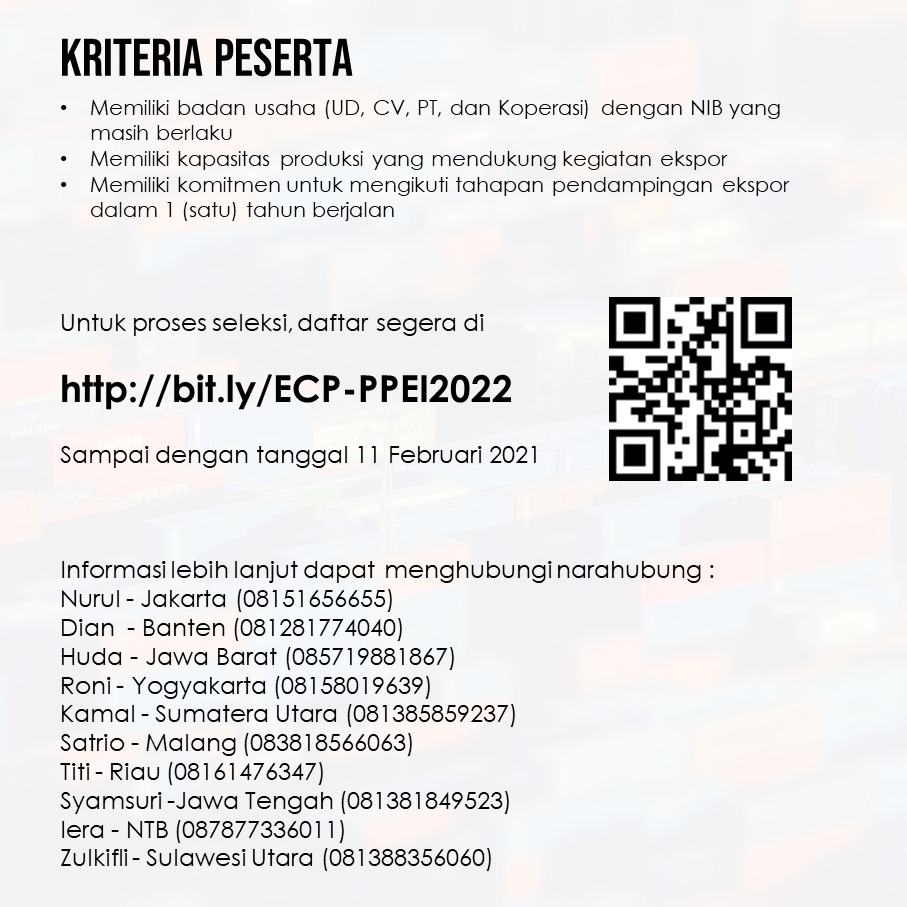 KRITERIA PESERTA
• Memiliki badan usaha (UD, CV, PT, dan Koperasi) dengan NIB yang
masih berlaku
• Memiliki kapasitas produksi yang mendukung kegiatan ekspor
• Memiliki komitmen untuk mengikuti tahapan pendampingan ekspor
dalam 1 (satu) tahun berjalan
Untuk proses seleksi, daftar segera di
http://bit.ly/ECP-PPEI2022
Sampai dengan tanggal 11 Februari 2021
Informasi lebih lanjut dapat menghubungi narahubung :
Nurul - Jakarta (08151656655)
Dian - Banten (081281774040)
Huda - Jawa Barat (085719881867)
Roni - Yogyakarta (08158019639)
Kamal - Sumatera Utara (081385859237)
Satrio - Malang (083818566063)
Titi - Riau (08161476347)
Syamsuri -Jawa Tengah (081381849523)
Iera - NTB (087877336011)
Zulkifli - Sulawesi Utara (081388356060)